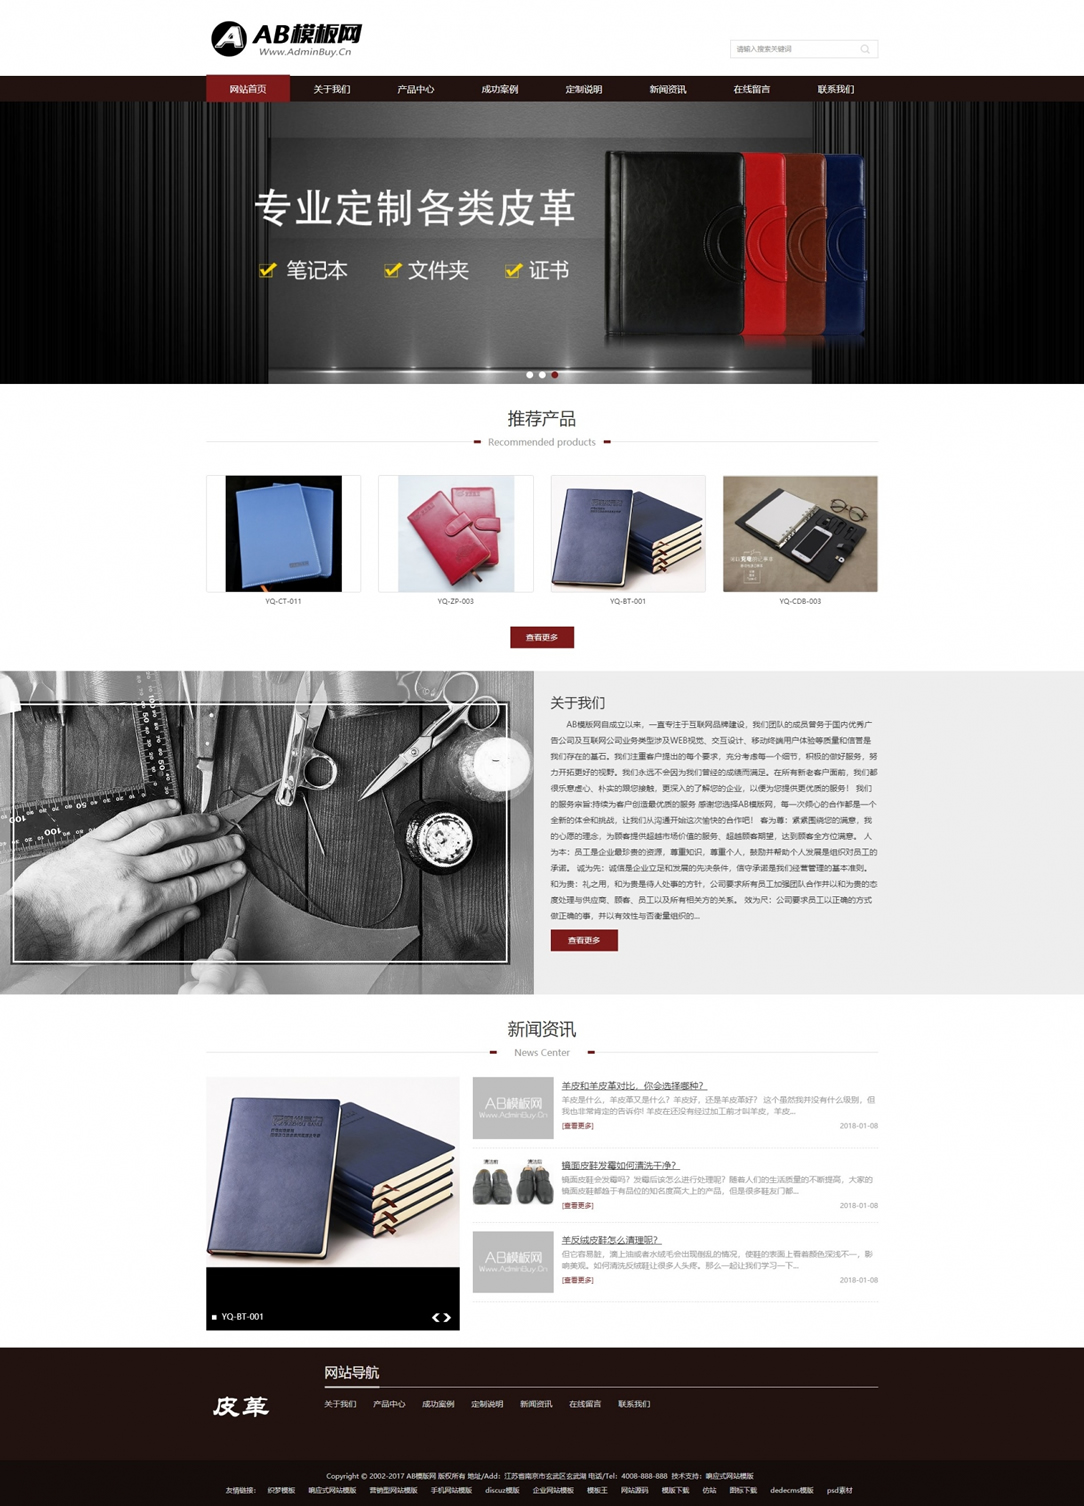 AB模板网
Www.AdminBuy.Cn
请输入搜索关键词
网站首页 关于我们 产品中心 成功案例 定制说明 新闻资讯 在线留言 联系我们
专业定制各类皮革
笔记本 文件夹 证书
推荐产品
Recommended products
YQ-CT-011 YQ-ZP-003 YQ-BT-001 YQ-CDB-003
查看更多
关于我们
AB模版网自成立以来，一直专注于互联网品牌建设，我们团队的成员曾务于国内优秀广
告公司及互联网公司业务类型涉及WEB视觉、交互设计、移动终端用户体验等质量和信誉是
我们存在的基石。我们注重客户提出的每个要求，充分考虑每一个细节，积极的做好服务，努
力开拓更好的视野。我们永远不会因为我们曾经的成绩而满足。在所有新老客户面前，我们都
很乐意虚心、朴实的跟您接触，更深入的了解您的企业，以便为您提供更优质的服务！ 我们
的服务宗旨:持续为客户创造最优质的服务 感谢您选择AB模版网，每一次倾心的合作都是一个
全新的体会和挑战，让我们从沟通开始这次愉快的合作吧！ 客为尊：紧紧围绕您的满意，我
的心愿的理念，为顾客提供超越市场价值的服务、超越顾客期望，达到顾客全方位满意。 人
为本：员工是企业最珍贵的资源，尊重知识，尊重个人，鼓励并帮助个人发展是组织对员工的
承诺。 诚为先：诚信是企业立足和发展的先决条件，信守承诺是我们经营管理的基本准则。
和为贵：礼之用，和为贵是待人处事的方针，公司要求所有员工加强团队合作并以和为贵的态
度处理与供应商、顾客、员工以及所有相关方的关系。 效为尺：公司要求员工以正确的方式
做正确的事，并以有效性与否衡量组织的...
查看更多
新闻资讯
News Center
YQ-BT-001
AB模板网
Www.AdminBuy.Cn
羊皮和羊皮革对比，你会选择哪种？
羊皮是什么，羊皮革又是什么？羊皮好，还是羊皮革好？ 这个虽然我并没有什么级别，但
我也非常肯定的告诉你! 羊皮在还没有经过加工前才叫羊皮，羊皮...
[查看更多] 2018-01-08
清洗前 清洗后
镜面皮鞋发霉如何清洗干净？
镜面皮鞋会发霉吗？发霉后该怎么进行处理呢？随着人们的生活质量的不断提高，大家的
镜面皮鞋都趋于有品位的知名度高大上的产品，但是很多鞋友们都...
[查看更多] 2018-01-08
AB模板网
Www.AdminBuy.Cn
羊反绒皮鞋怎么清理呢？
但它容易脏，滴上油或者水绒毛会出现倒乱的情况，使鞋的表面上看着颜色深浅不一，影
响美观。如何清洗反绒鞋让很多人头疼。那么一起让我们学习一下...
[查看更多] 2018-01-08
皮革
网站导航
关于我们 产品中心 成功案例 定制说明 新闻资讯 在线留言 联系我们
Copyright © 2002-2017 AB模版网 版权所有 地址/Add：江苏省南京市玄武区玄武湖 电话/Tel：4008-888-888 技术支持：响应式网站模版
友情链接： 织梦模板 响应式网站模版 营销型网站模版 手机网站模版 discuz模版 企业网站模板 模板王 网站源码 模版下载 仿站 图标下载 dedecms模版 psd素材